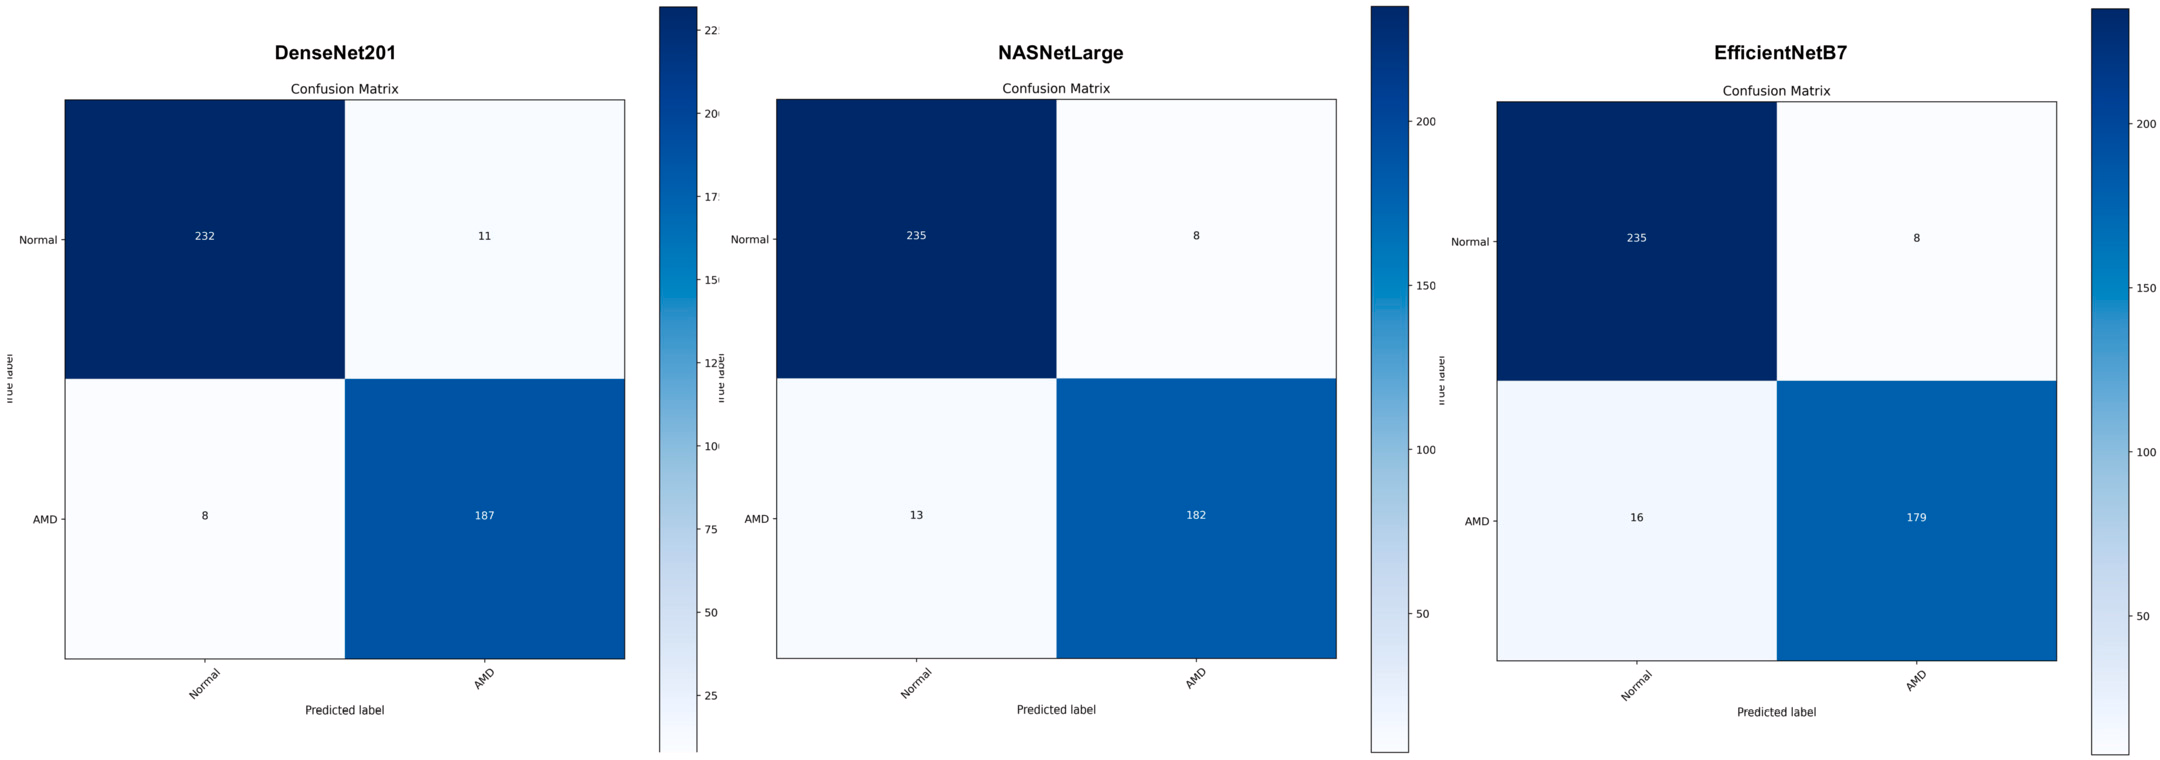 DenseNet201
Confusion Matrix
232
11
8
187
Normal
AMD
Normal
AMD
Predicted label
75
50
25
NASNetLarge
Confusion Matrix
235
8
13
182
Normal
AMD
Normal
AMD
Predicted label
200
150
100
50
EfficientNetB7
Confusion Matrix
235
8
16
179
Normal
AMD
Normal
AMD
Predicted label
200
150
100
50